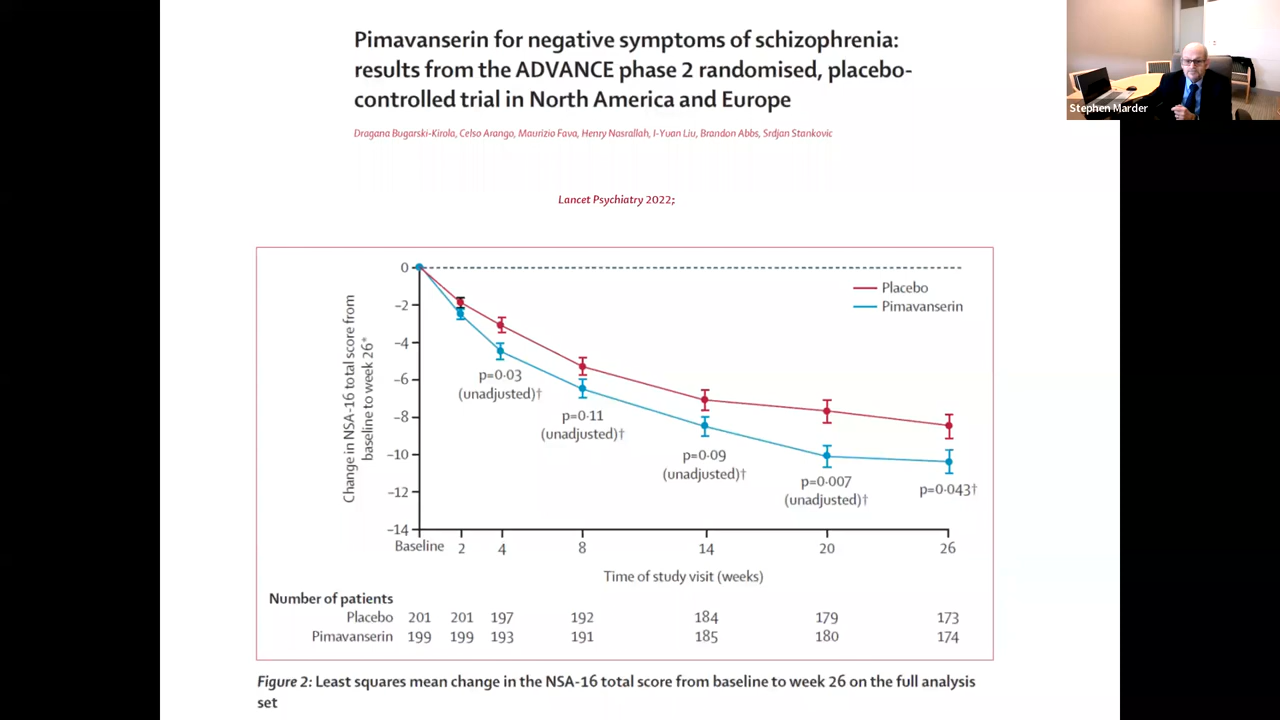 Pimavanserin for negative symptoms of schizophrenia:
results from the ADVANCE phase 2 randomised, placebo-
controlled trial in North America and Europe
Dragana Bugarski-Kirola, Celso Arango, Maurizio Fava, Henry Nasrallah, I-Yuan Liu, Brandon Abbs, Srdjan Stankovic
Stephen Marder
Lancet Psychiatry 2022;
Change in NSA-16 total score from
baseline to week 26*
0
–2
–4
–6
–8
–10
–12
–14
Placebo
Pimavanserin
p=0·03
(unadjusted)†
p=0·11
(unadjusted)†
p=0·09
(unadjusted)†
p=0·007
(unadjusted)†
p=0·043†
Baseline 2 4 8 14 20 26
Time of study visit (weeks)
Number of patients
Placebo 201 201 197 192 184 179 173
Pimavanserin 199 199 193 191 185 180 174
Figure 2: Least squares mean change in the NSA-16 total score from baseline to week 26 on the full analysis
set